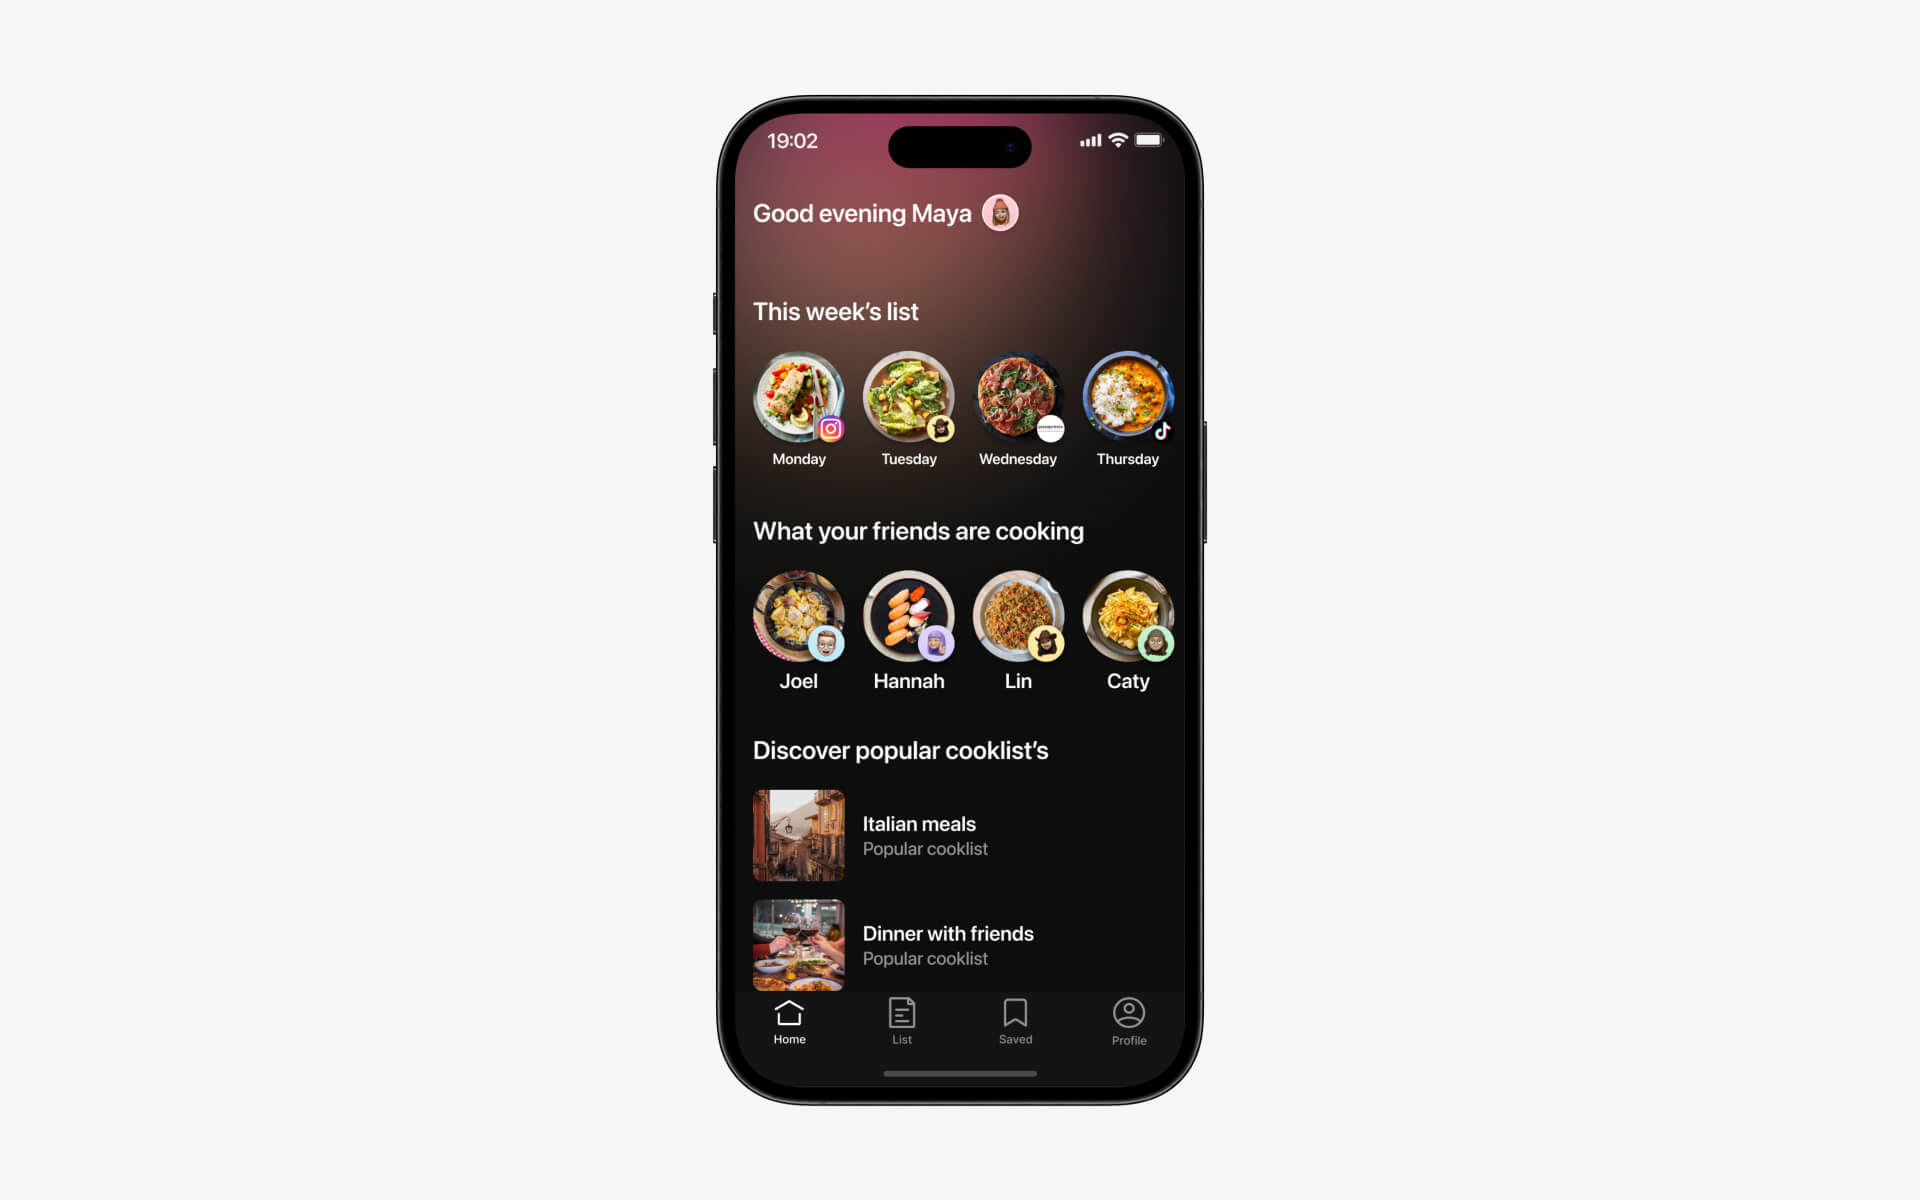 19:02
Good evening Maya
This week’s list
Monday Tuesday Wednesday Thursday
What your friends are cooking
Joel Hannah Lin Caty
Discover popular cooklist’s
Italian meals
Popular cooklist
Dinner with friends
Popular cooklist
Home List Saved Profile